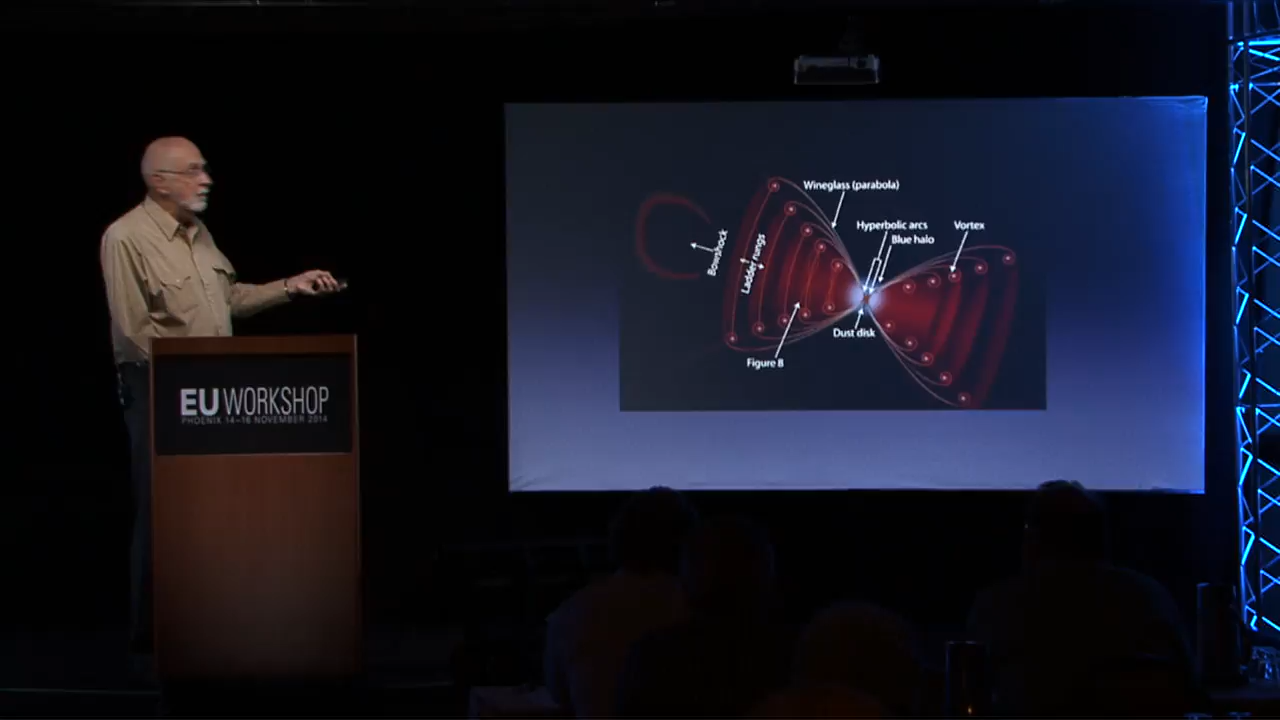 EU WORKSHOP
PHOENIX 14-16 NOVEMBER 2014
Wineglass (parabola)
Hyperbolic arcs
Vortex
Blue halo
Bowshock
Ladder rungs
Dust disk
Figure 8